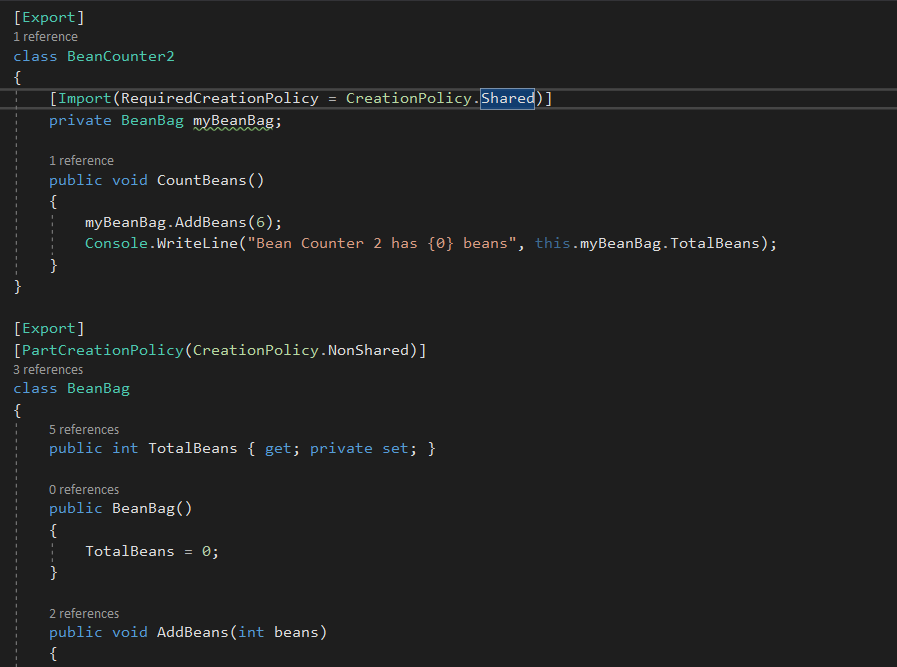 [Export]
1 reference
class BeanCounter2
{
[Import(RequiredCreationPolicy = CreationPolicy.Shared)]
private BeanBag myBeanBag;
1 reference
public void CountBeans()
{
myBeanBag.AddBeans(6);
Console.WriteLine("Bean Counter 2 has {0} beans", this.myBeanBag.TotalBeans);
}
}
[Export]
[PartCreationPolicy(CreationPolicy.NonShared)]
3 references
class BeanBag
{
5 references
public int TotalBeans { get; private set; }
0 references
public BeanBag()
{
TotalBeans = 0;
}
2 references
public void AddBeans(int beans)
{